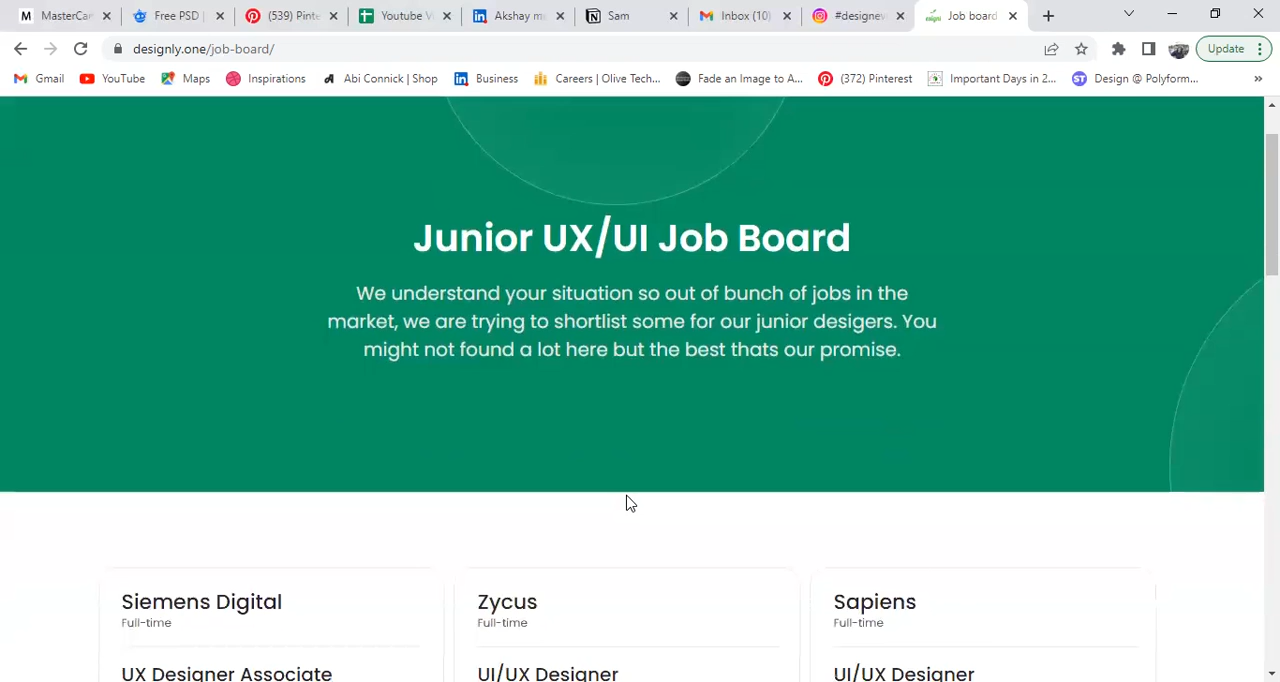 M MasterCar
Free PSD
(539) Pinte
Youtube V
Akshay m
Sam
Inbox (10)
#designe
Job board
designly.one/job-board/
Update
Gmail
YouTube
Maps
Inspirations
Abi Connick | Shop
Business
Careers | Olive Tech...
Fade an Image to A...
(372) Pinterest
Important Days in 2...
ST Design @ Polyform...
Junior UX/UI Job Board
We understand your situation so out of bunch of jobs in the
market, we are trying to shortlist some for our junior desigers. You
might not found a lot here but the best thats our promise.
Siemens Digital
Full-time
UX Designer Associate
Zycus
Full-time
UI/UX Designer
Sapiens
Full-time
UI/UX Designer